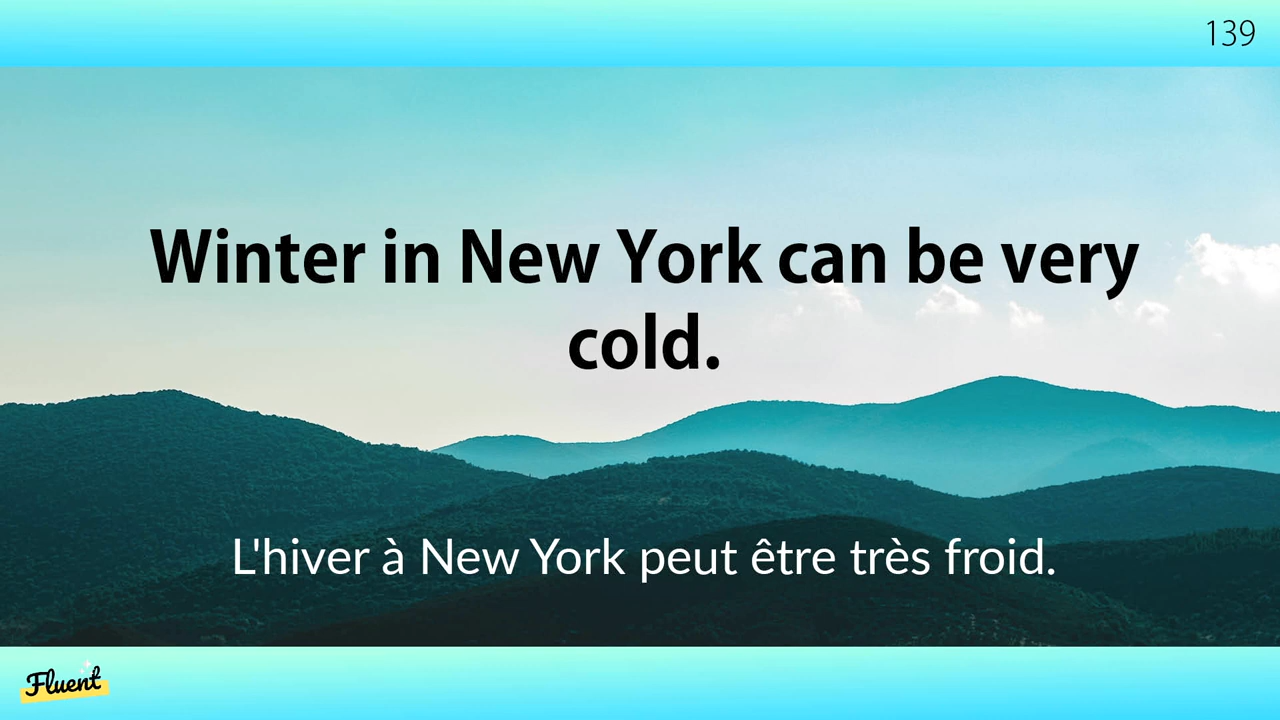 139
Winter in New York can be very
cold.
L'hiver à New York peut être très froid.
Fluent